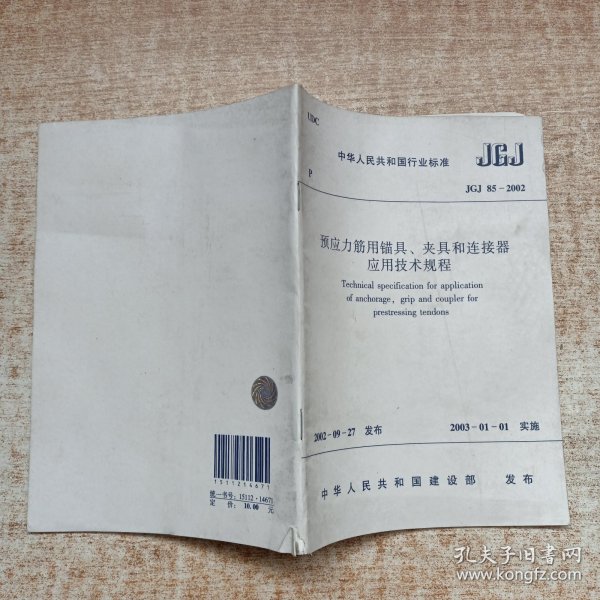 UDC
中华人民共和国行业标准
JGJ
P
JGJ 85-2002
预应力筋用锚具、夹具和连接器
应用技术规程
Technical specification for application
of anchorage, grip and coupler for
prestressing tendons
2002-09-27 发布
2003-01-01 实施
中华人民共和国建设部 发布
1511214671
统一书号: 15112·14671
定 价: 10.00 元
孔夫子旧书网
www.kongfz.com